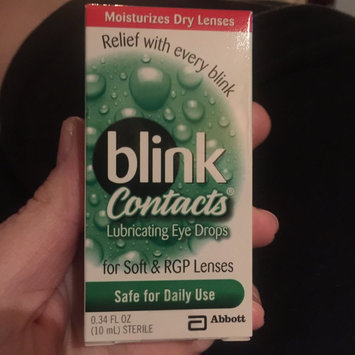 Moisturizes Dry Lenses
Relief with every blink
blink
Contacts®
Lubricating Eye Drops
for Soft & RGP Lenses
Safe for Daily Use
0.34 FL OZ
(10 mL) STERILE
Abbott